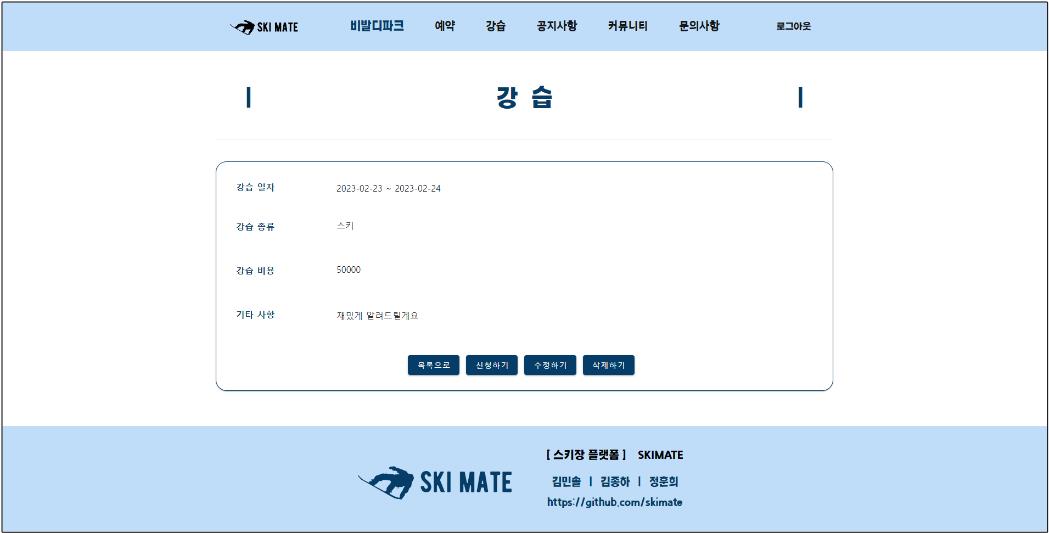 SKI MATE 비발디파크 예약 강습 공지사항 커뮤니티 문의사항 로그아웃
강 습
강습 일자 2023-02-23 ~ 2023-02-24
강습 종류 스키
강습 비용 50000
기타 사항 재밌게 알려드릴게요
목록으로 신청하기 수정하기 삭제하기
[ 스키장 플랫폼 ] SKIMATE
SKI MATE
김민솔 | 김종하 | 정훈희
https://github.com/skimate